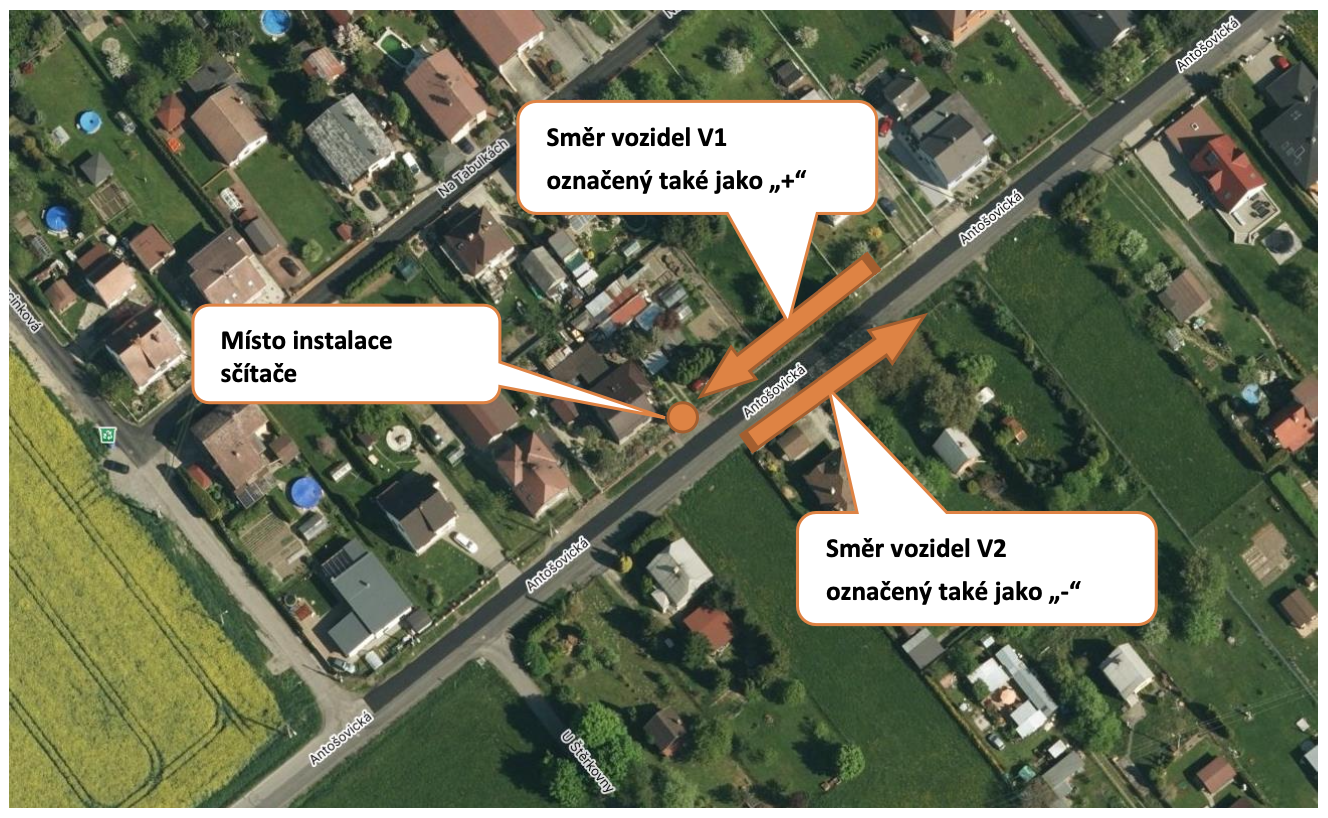 Antošovická
Směr vozidel V1
označený také jako „+“
Na Tabulkách
Antošovická
Místo instalace
sčítače
Antošovická
Směr vozidel V2
označený také jako „-“
Antošovická
Antošovická
U Štěrkovny